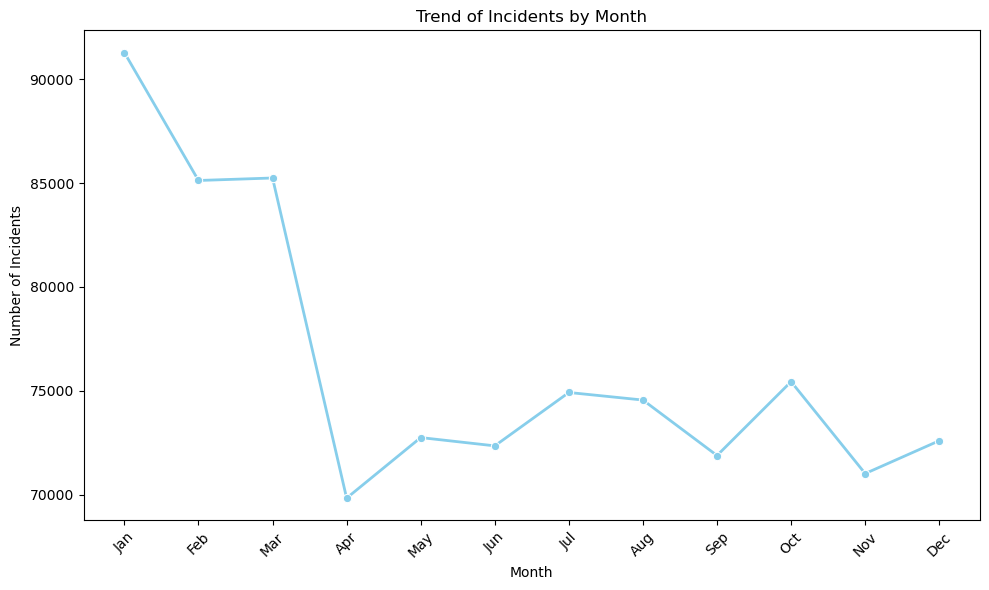 Trend of Incidents by Month
Number of Incidents
90000
85000
80000
75000
70000
Jan
Feb
Mar
Apr
May
Jun
Jul
Aug
Sep
Oct
Nov
Dec
Month